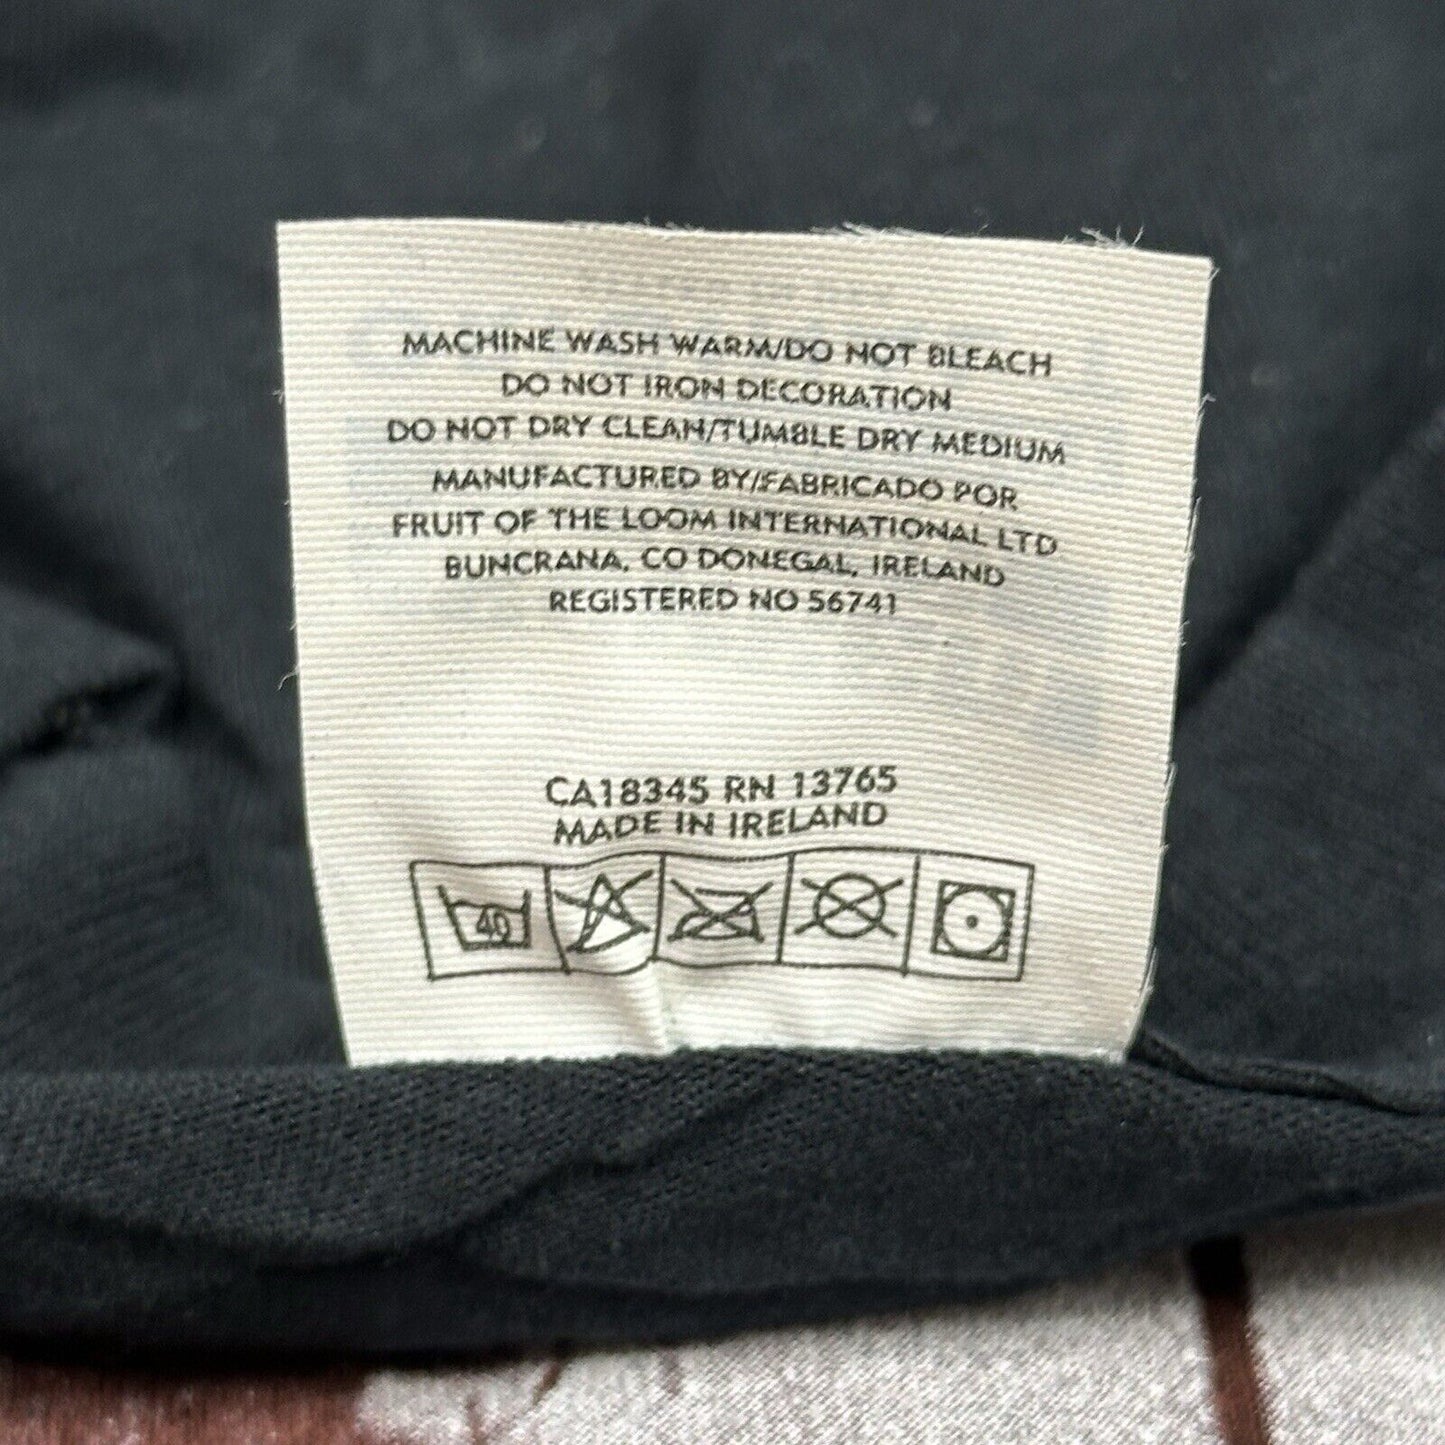 MACHINE WASH WARM/DO NOT BLEACH
DO NOT IRON DECORATION
DO NOT DRY CLEAN/TUMBLE DRY MEDIUM
MANUFACTURED BY/FABRICADO POR
FRUIT OF THE LOOM INTERNATIONAL LTD
BUNCRANA, CO DONEGAL, IRELAND
REGISTERED NO 56741
CA18345 RN 13765
MADE IN IRELAND
40